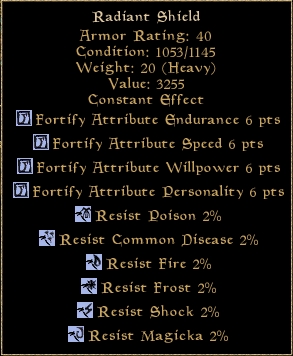 Radiant Shield
Armor Rating: 40
Condition: 1053/1145
Weight: 20 (Heavy)
Value: 3255
Constant Effect
Fortify Attribute Endurance 6 pts
Fortify Attribute Speed 6 pts
Fortify Attribute Willpower 6 pts
Fortify Attribute Personality 6 pts
Resist Poison 2%
Resist Common Disease 2%
Resist Fire 2%
Resist Frost 2%
Resist Shock 2%
Resist Magicka 2%